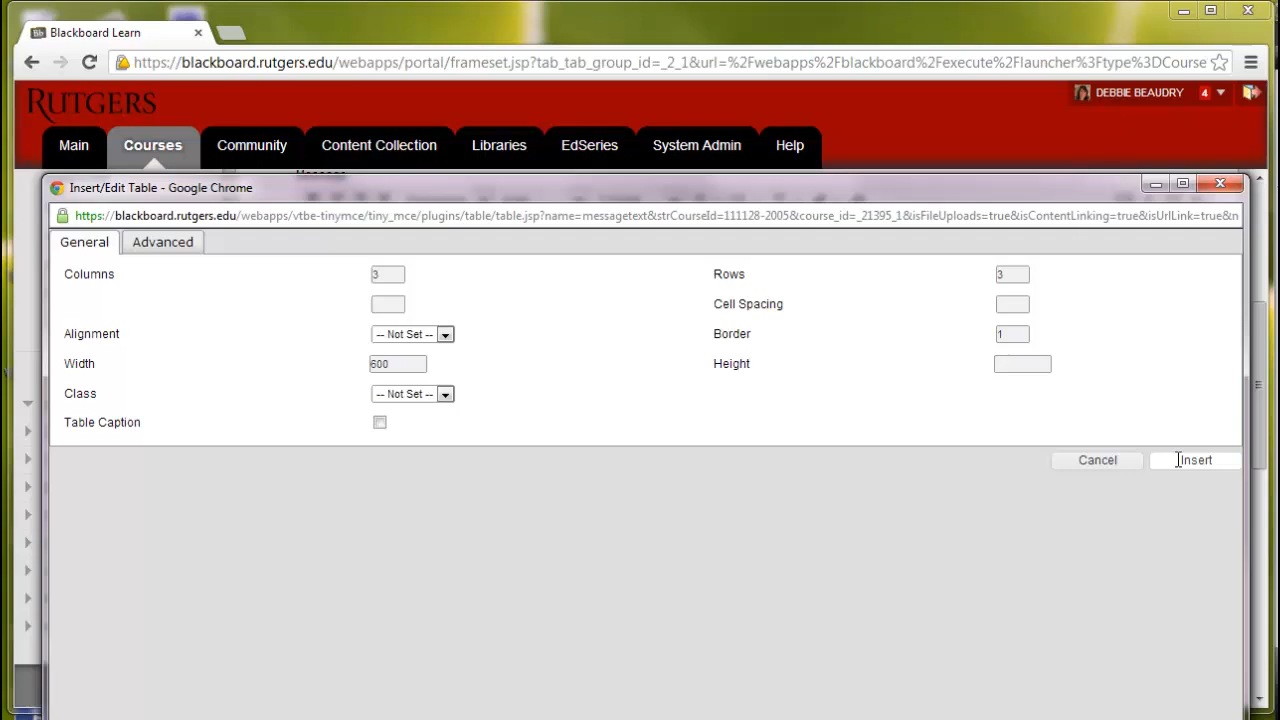 Blackboard Learn
https://blackboard.rutgers.edu/webapps/portal/frameset.jsp?tab_tab_group_id=_2_1&url=%2Fwebapps%2Fblackboard%2Fexecute%2Flauncher%3Ftype%3DCourse
RUTGERS
DEBBIE BEAUDRY 4
Main Courses Community Content Collection Libraries EdSeries System Admin Help
Insert/Edit Table - Google Chrome
https://blackboard.rutgers.edu/webapps/vtbe-tinymce/tiny_mce/plugins/table/table.jsp?name=messagetext&strCourseId=111128-2005&course_id=_21395_1&isFileUploads=true&isContentLinking=true&isUrlLink=true&n
General Advanced
Columns 3 Rows 3
Cell Spacing
Alignment -- Not Set -- Border 1
Width 600 Height
Class -- Not Set --
Table Caption
Cancel Insert